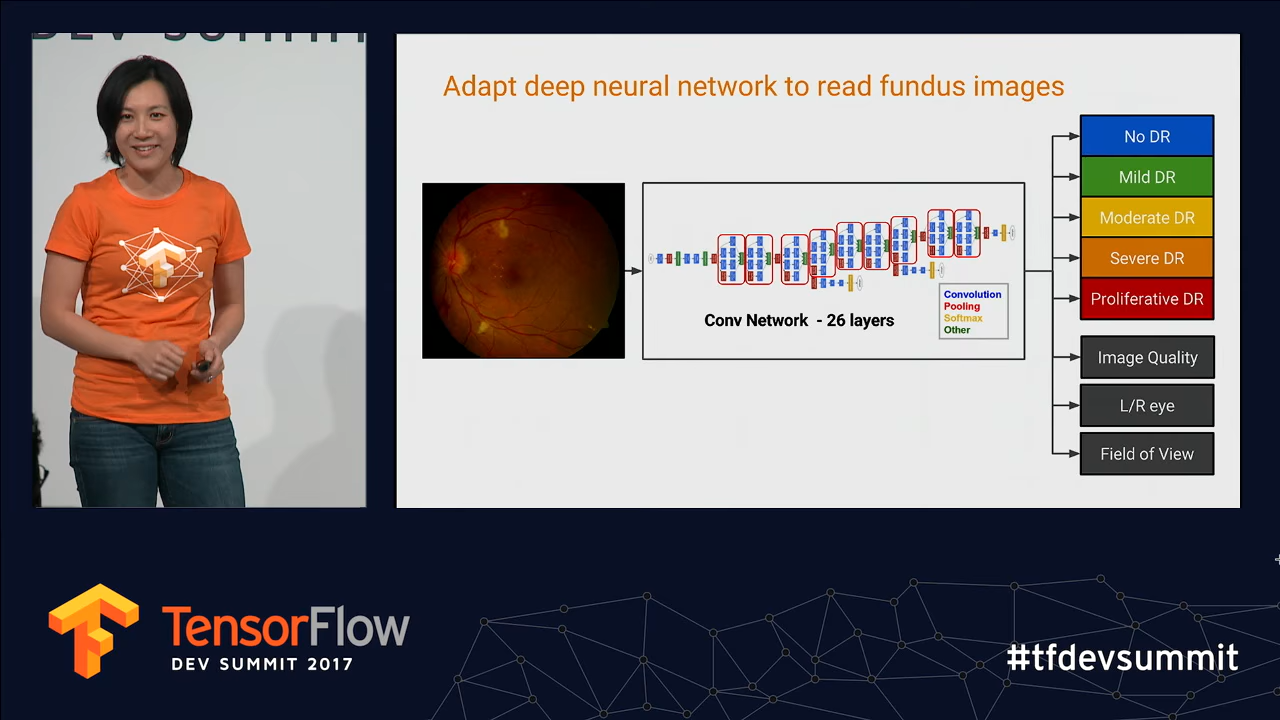 DEV SUMMIT
Adapt deep neural network to read fundus images
No DR
Mild DR
Moderate DR
Severe DR
Proliferative DR
Convolution
Pooling
Softmax
Other
Conv Network - 26 layers
Image Quality
L/R eye
Field of View
TensorFlow
DEV SUMMIT 2017
#tfdevsummit